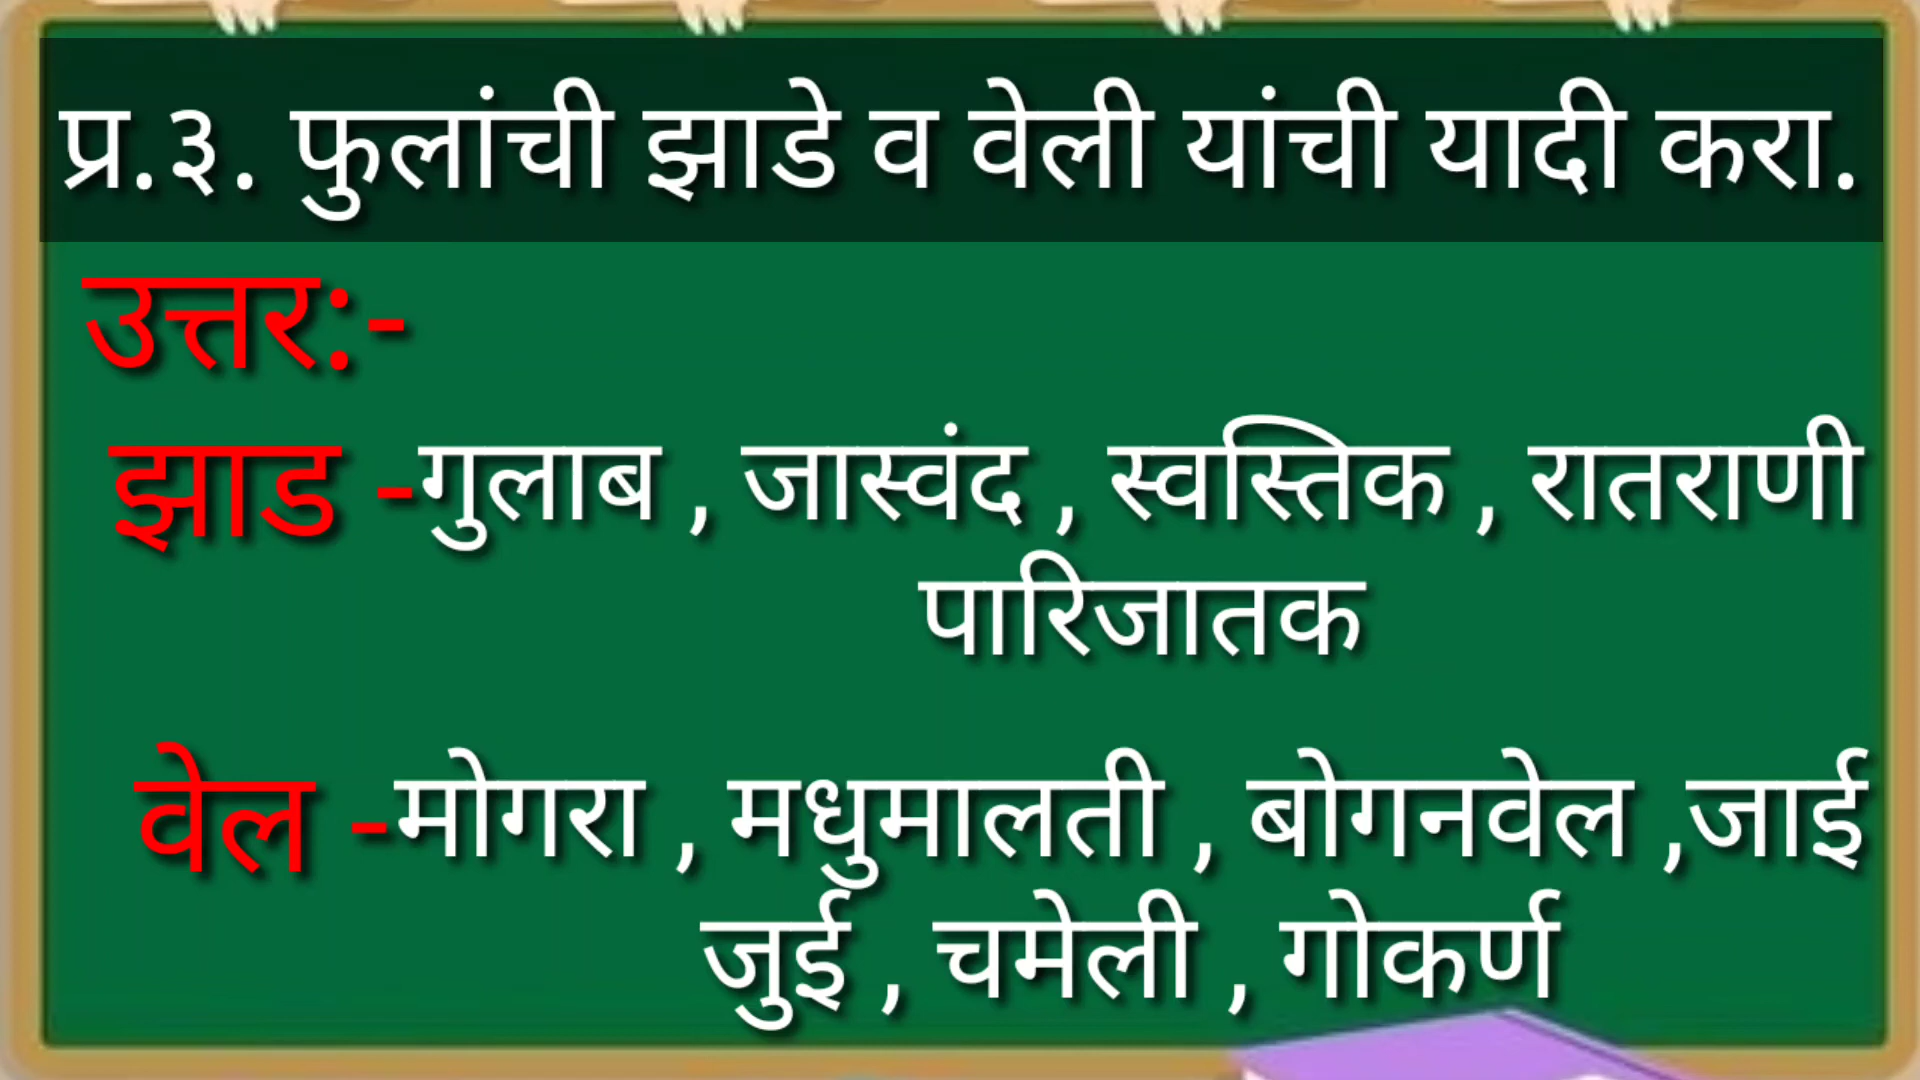 प्र.३. फुलांची झाडे व वेली यांची यादी करा.
उत्तर:-
झाड -गुलाब , जास्वंद , स्वस्तिक , रातराणी
पारिजातक
वेल -मोगरा , मधुमालती , बोगनवेल ,जाई
जुई , चमेली , गोकर्ण